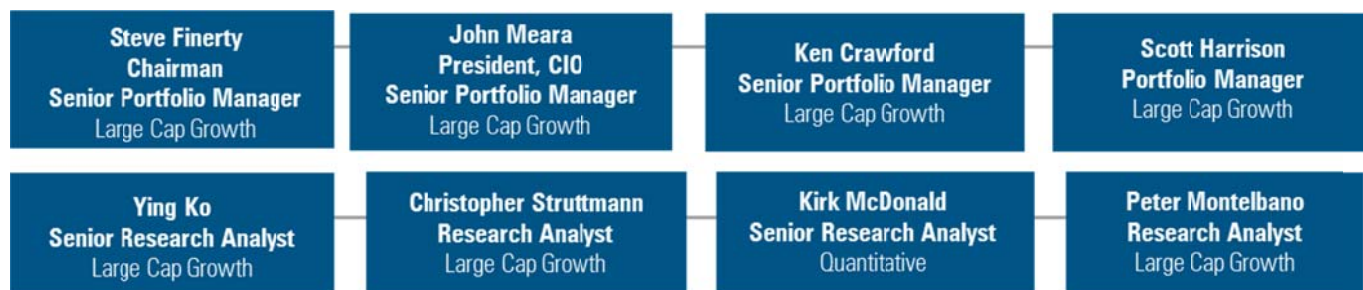 Steve Finerty
Chairman
Senior Portfolio Manager
Large Cap Growth
John Meara
President, CIO
Senior Portfolio Manager
Large Cap Growth
Ken Crawford
Senior Portfolio Manager
Large Cap Growth
Scott Harrison
Portfolio Manager
Large Cap Growth
Ying Ko
Senior Research Analyst
Large Cap Growth
Christopher Struttmann
Research Analyst
Large Cap Growth
Kirk McDonald
Senior Research Analyst
Quantitative
Peter Montelbano
Research Analyst
Large Cap Growth